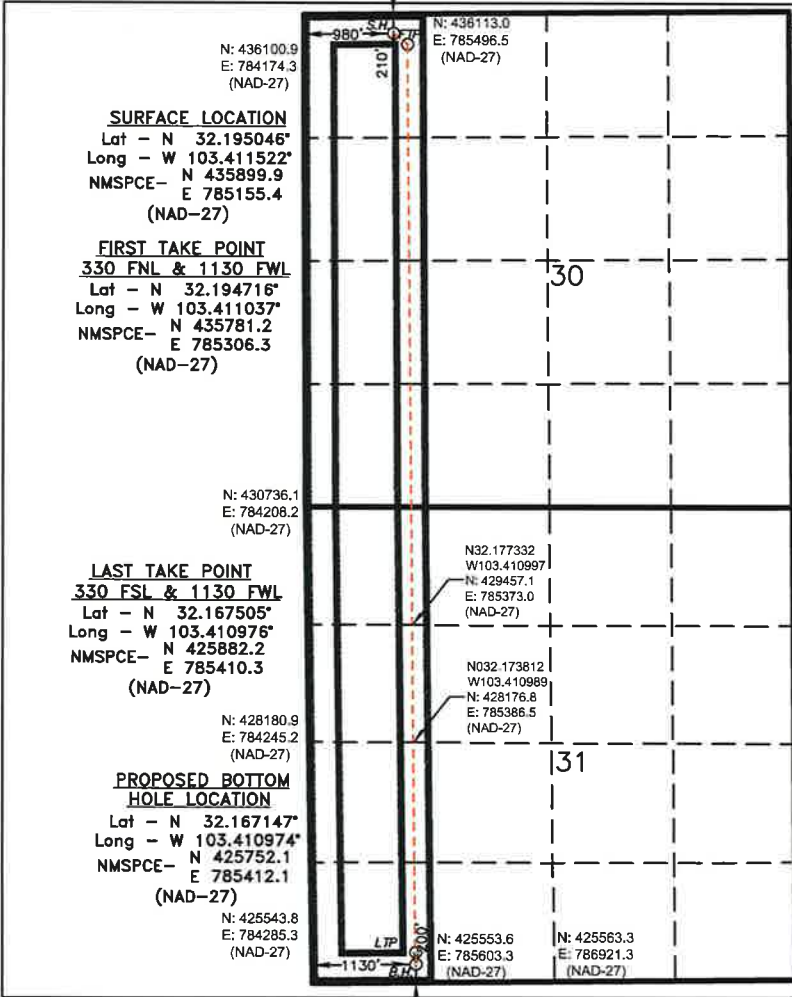 S.H.
FTP
980'
210'
N: 436113.0
E: 785496.5
(NAD-27)
N: 436100.9
E: 784174.3
(NAD-27)
SURFACE LOCATION
Lat - N 32.195046°
Long - W 103.411522°
NMSPCE- N 435899.9
E 785155.4
(NAD-27)
FIRST TAKE POINT
330 FNL & 1130 FWL
Lat - N 32.194716°
Long - W 103.411037°
NMSPCE- N 435781.2
E 785306.3
(NAD-27)
30
N: 430736.1
E: 784208.2
(NAD-27)
N32.177332
W103.410997
N: 429457.1
E: 785373.0
(NAD-27)
LAST TAKE POINT
330 FSL & 1130 FWL
Lat - N 32.167505°
Long - W 103.410976°
NMSPCE- N 425882.2
E 785410.3
(NAD-27)
N032.173812
W103.410989
N: 428176.8
E: 785386.5
(NAD-27)
N: 428180.9
E: 784245.2
(NAD-27)
31
PROPOSED BOTTOM
HOLE LOCATION
Lat - N 32.167147°
Long - W 103.410974°
NMSPCE- N 425752.1
E 785412.1
(NAD-27)
N: 425543.8
E: 784285.3
(NAD-27)
LTP
200'
1130'
B.H.
N: 425553.6
E: 785603.3
(NAD-27)
N: 425563.3
E: 786921.3
(NAD-27)